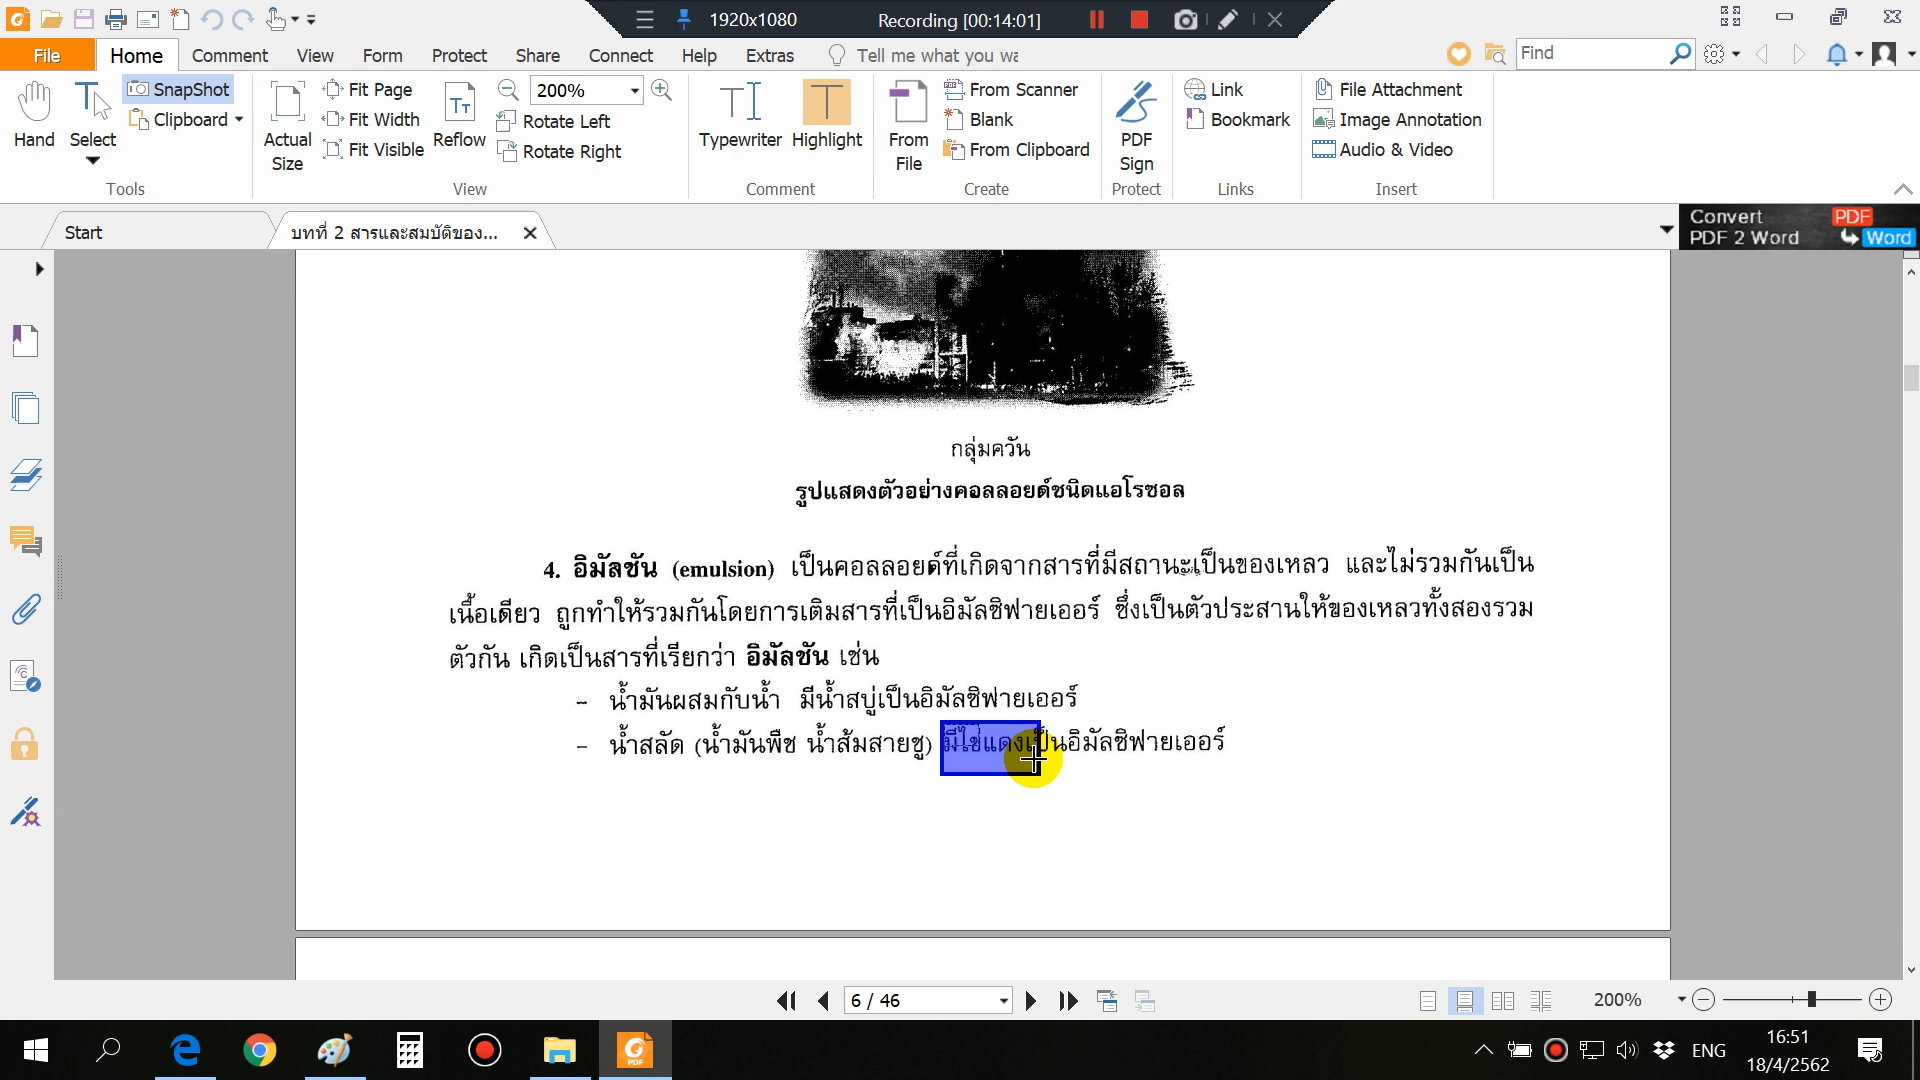 1920x1080
Recording [00:14:01]
File Home Comment View Form Protect Share Connect Help Extras Tell me what you wa
Find
Hand
Select
SnapShot
Clipboard
Tools
Actual Size
Fit Page
Fit Width
Fit Visible
Reflow
200%
Rotate Left
Rotate Right
View
Typewriter
Highlight
Comment
From File
From Scanner
Blank
From Clipboard
Create
PDF Sign
Protect
Link
Bookmark
Links
File Attachment
Image Annotation
Audio & Video
Insert
Start
บทที่ 2 สารและสมบัติของ...
Convert PDF
PDF 2 Word Word
กลุ่มควัน
รูปแสดงตัวอย่างคอลลอยด์ชนิดแอโรซอล
4. อิมัลชัน (emulsion) เป็นคอลลอยด์ที่เกิดจากสารที่มีสถานะเป็นของเหลว และไม่รวมกันเป็น
เนื้อเดียว ถูกทำให้รวมกันโดยการเติมสารที่เป็นอิมัลซิฟายเออร์ ซึ่งเป็นตัวประสานให้ของเหลวทั้งสองรวม
ตัวกัน เกิดเป็นสารที่เรียกว่า อิมัลชัน เช่น
- น้ำมันผสมกับน้ำ มีน้ำสบู่เป็นอิมัลซิฟายเออร์
- น้ำสลัด (น้ำมันพืช น้ำส้มสายชู) มีไข่แดงเป็นอิมัลซิฟายเออร์
6 / 46
200%
PDF
ENG
16:51
18/4/2562